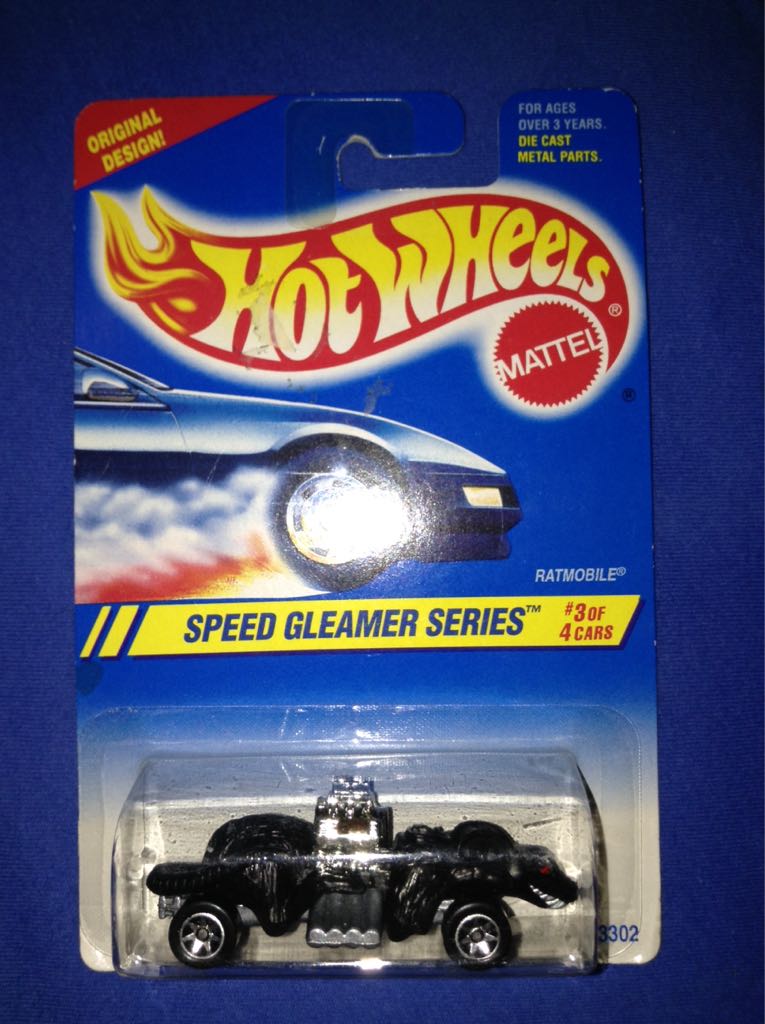 ORIGINAL
DESIGN!
FOR AGES
OVER 3 YEARS.
DIE CAST
METAL PARTS.
HOT WHEELS®
MATTEL
®
RATMOBILE®
SPEED GLEAMER SERIES™
#3 OF
4 CARS
3302